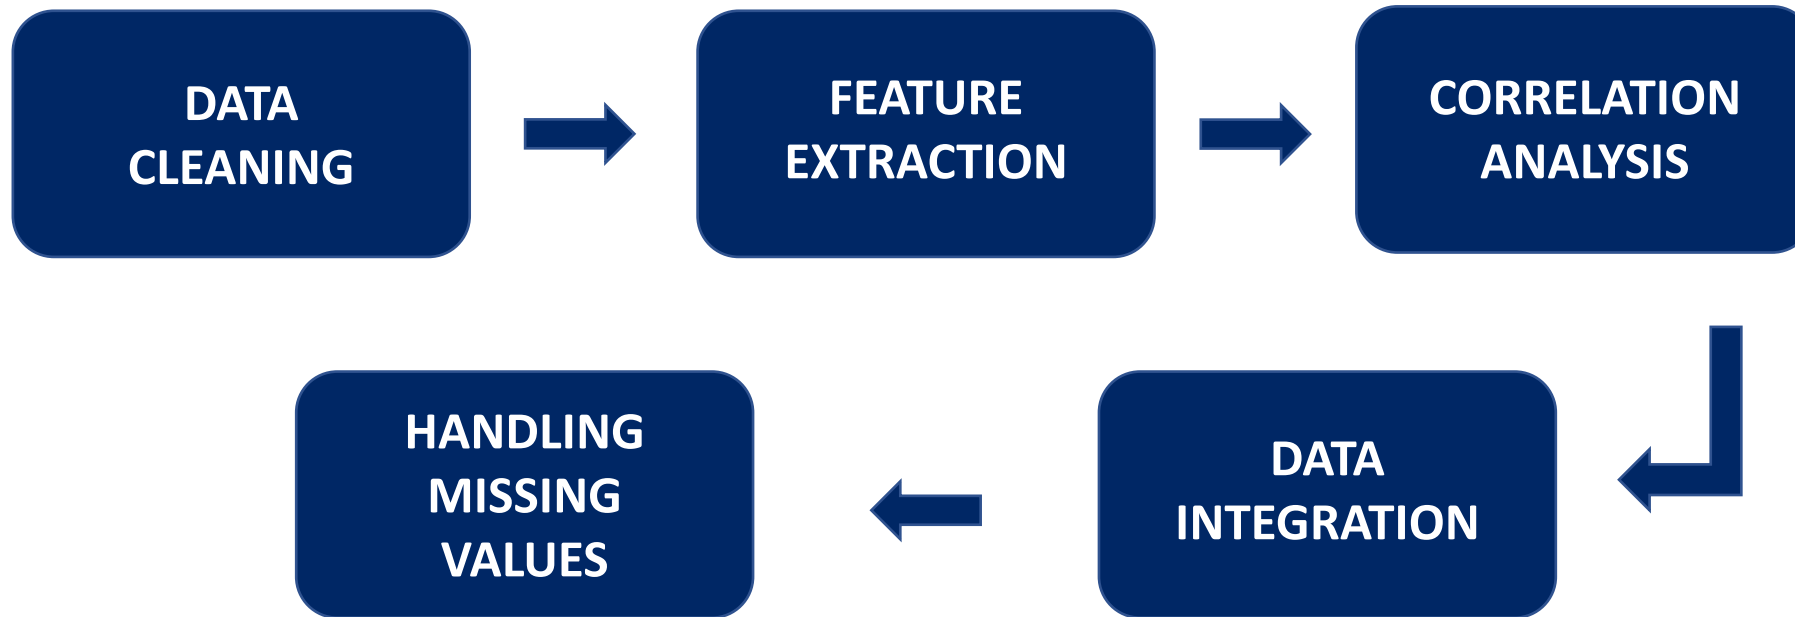 DATA
CLEANING
FEATURE
EXTRACTION
CORRELATION
ANALYSIS
DATA
INTEGRATION
HANDLING
MISSING
VALUES